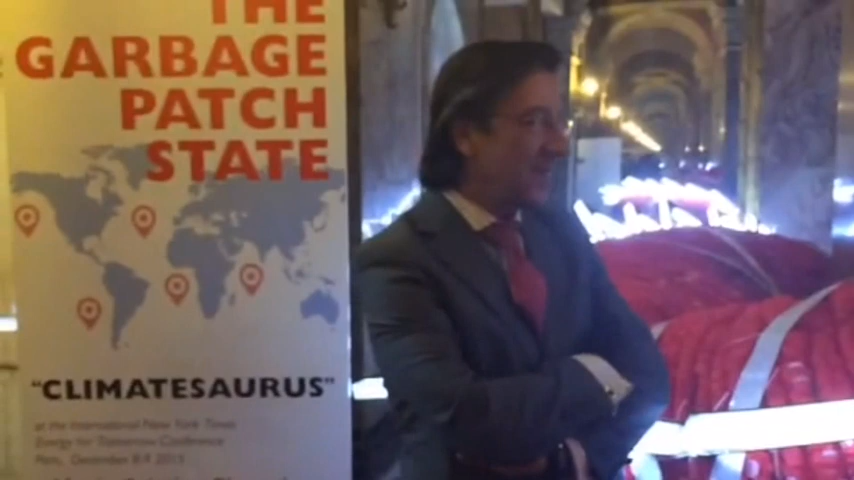 THE
GARBAGE
PATCH
STATE
"CLIMATESAURUS"
at the International New York Times
Energy for Tomorrow Conference
Paris, December 8-9 2015